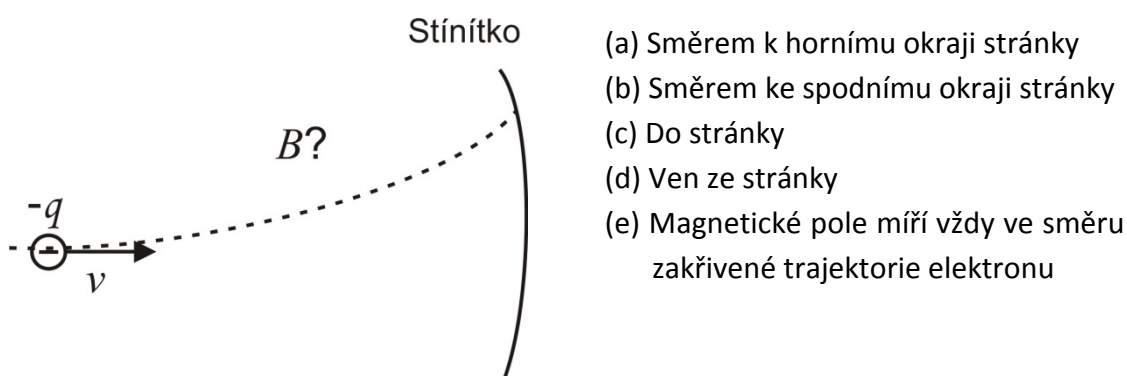 Stínítko
B?
-q
v
(a) Směrem k hornímu okraji stránky
(b) Směrem ke spodnímu okraji stránky
(c) Do stránky
(d) Ven ze stránky
(e) Magnetické pole míří vždy ve směru
zakřivené trajektorie elektronu